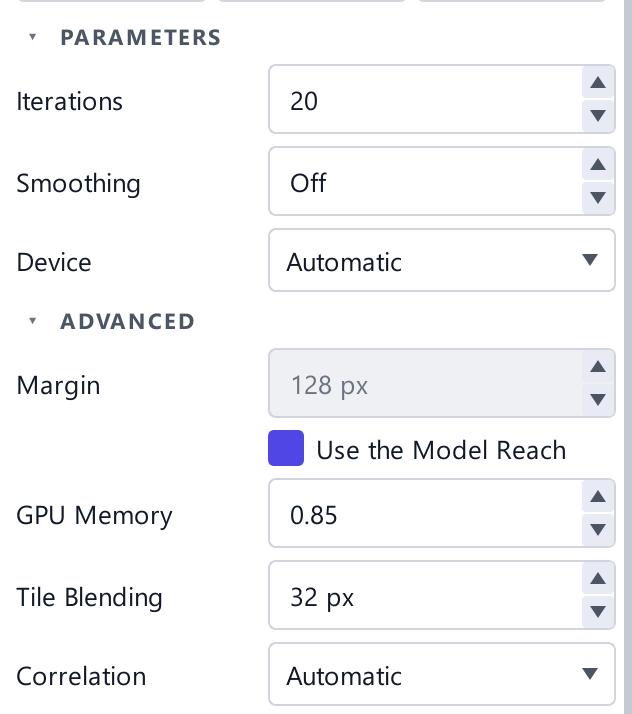 PARAMETERS
Iterations
20
Smoothing
Off
Device
Automatic
ADVANCED
Margin
128 px
Use the Model Reach
GPU Memory
0.85
Tile Blending
32 px
Correlation
Automatic